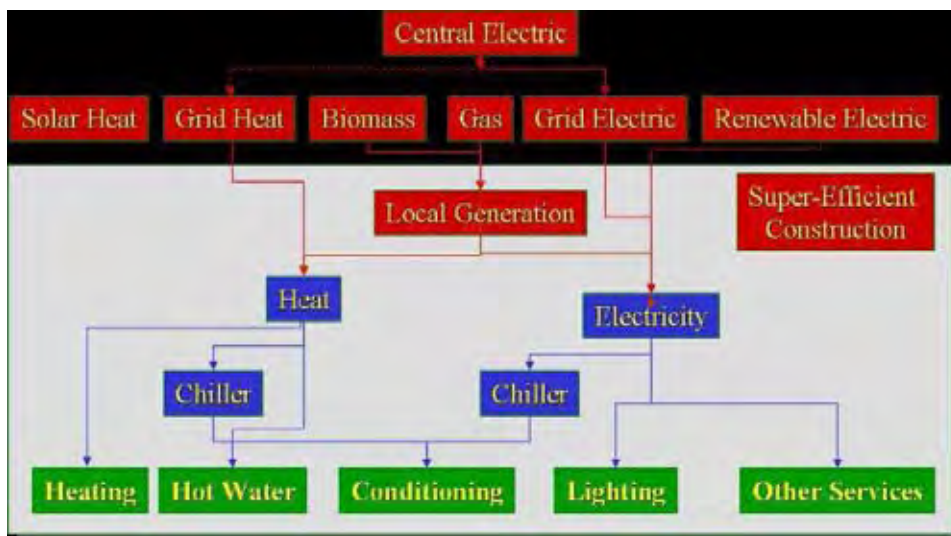 Central Electric
Solar Heat
Grid Heat
Biomass
Gas
Grid Electric
Renewable Electric
Super-Efficient
Construction
Local Generation
Heat
Electricity
Chiller
Chiller
Heating
Hot Water
Conditioning
Lighting
Other Services